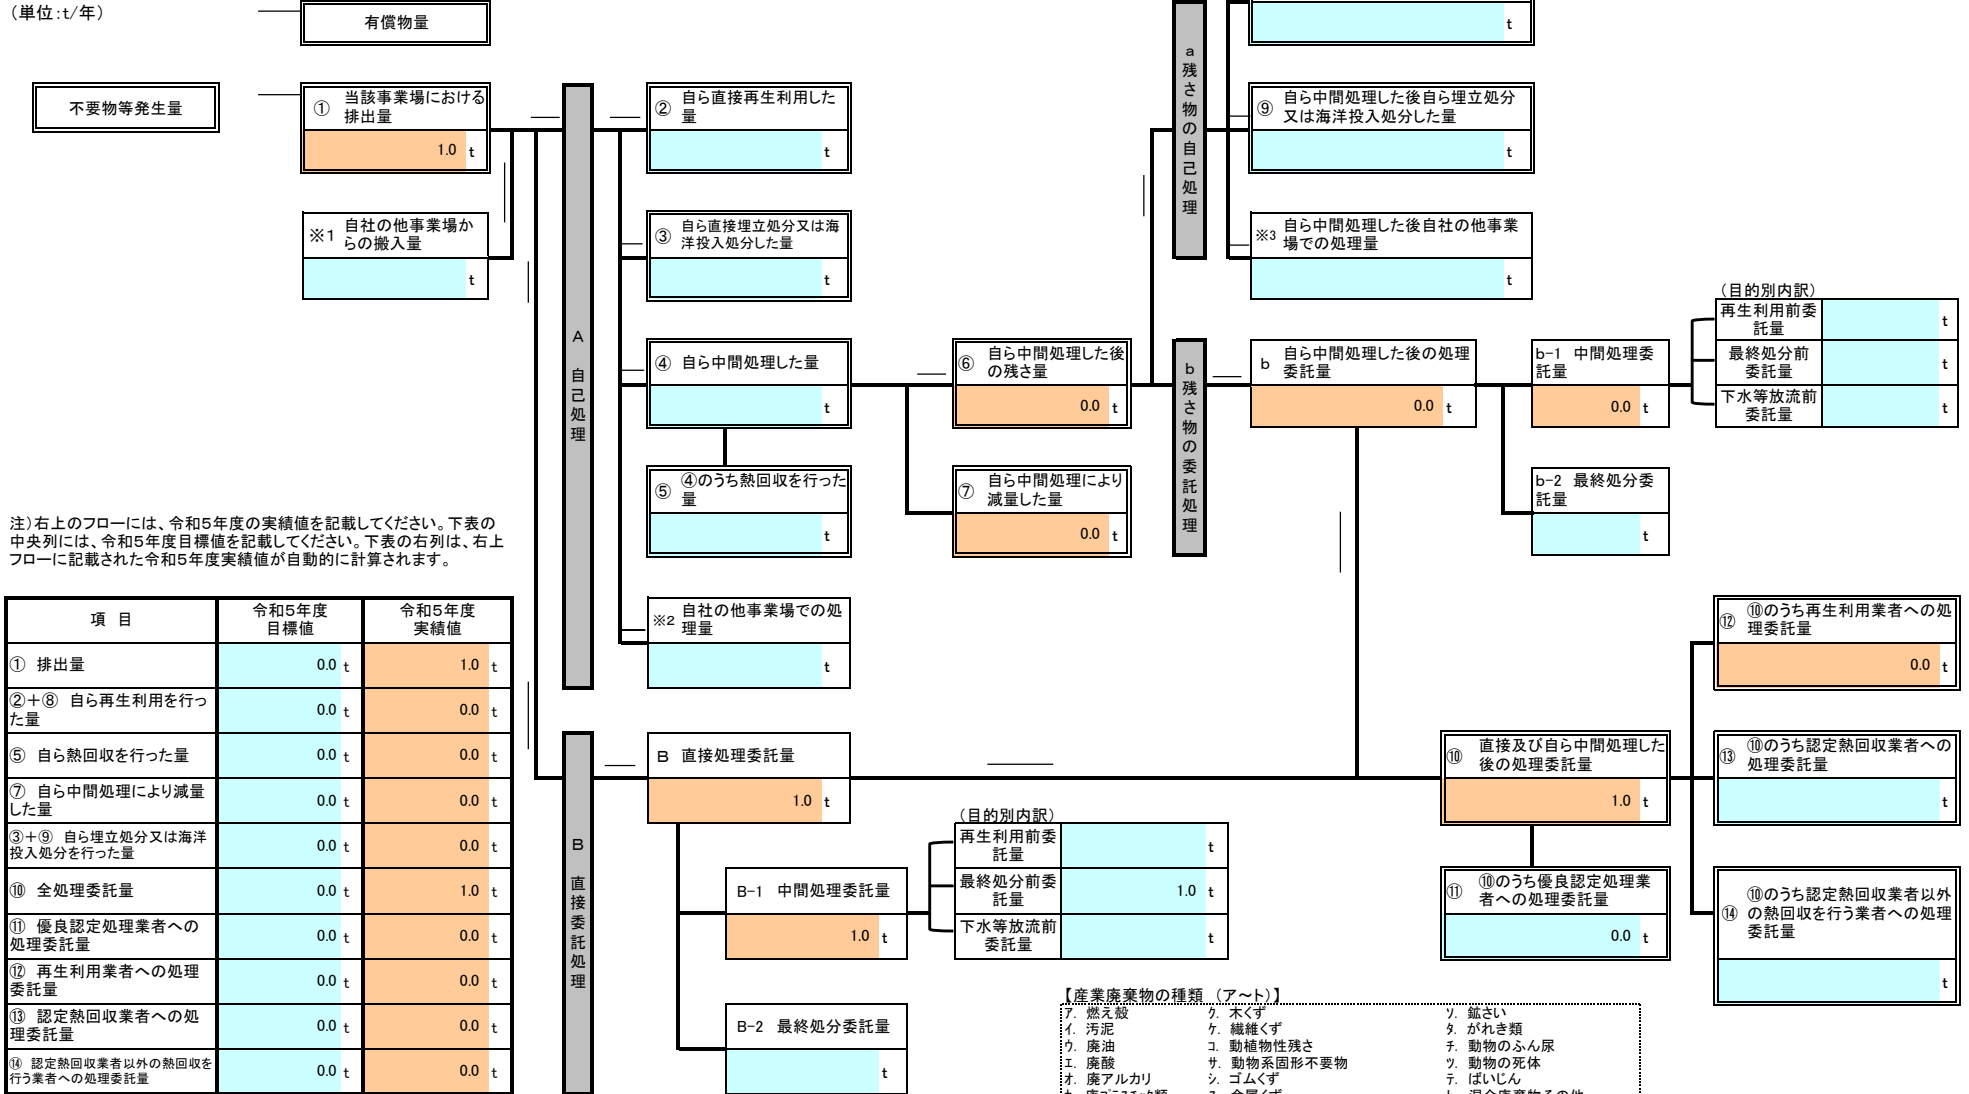 （単位：t/年）
有償物量
不要物等発生量
① 当該事業場における
排出量
1.0 t
※1 自社の他事業場か
らの搬入量
t
A 自己処理
② 自ら直接再生利用した
量
t
③ 自ら直接埋立処分又は海
洋投入処分した量
t
④ 自ら中間処理した量
t
⑤ ④のうち熱回収を行った
量
t
※2 自社の他事業場での処
理量
t
⑥ 自ら中間処理した後
の残さ量
0.0 t
⑦ 自ら中間処理により
減量した量
0.0 t
a 残さ物の自己処理
t
⑨ 自ら中間処理した後自ら埋立処分
又は海洋投入処分した量
t
※3 自ら中間処理した後自社の他事業
場での処理量
t
b 残さ物の委託処理
b 自ら中間処理した後の処理
委託量
0.0 t
b-1 中間処理委
託量
0.0 t
b-2 最終処分委
託量
t
（目的別内訳）
再生利用前委
託量
t
最終処分前
委託量
t
下水等放流前
委託量
t
注）右上のフローには、令和５年度の実績値を記載してください。下表の
中央列には、令和５年度目標値を記載してください。下表の右列は、右上
フローに記載された令和５年度実績値が自動的に計算されます。
項 目 令和５年度
目標値 令和５年度
実績値
① 排出量 0.0 t 1.0 t
②＋⑧ 自ら再生利用を行っ
た量 0.0 t 0.0 t
⑤ 自ら熱回収を行った量 0.0 t 0.0 t
⑦ 自ら中間処理により減量
した量 0.0 t 0.0 t
③＋⑨ 自ら埋立処分又は海洋
投入処分を行った量 0.0 t 0.0 t
⑩ 全処理委託量 0.0 t 1.0 t
⑪ 優良認定処理業者への
処理委託量 0.0 t 0.0 t
⑫ 再生利用業者への処理
委託量 0.0 t 0.0 t
⑬ 認定熱回収業者への処
理委託量 0.0 t 0.0 t
⑭ 認定熱回収業者以外の熱回収を
行う業者への処理委託量 0.0 t 0.0 t
B 直接委託処理
B 直接処理委託量
1.0 t
B-1 中間処理委託量
1.0 t
B-2 最終処分委託量
t
（目的別内訳）
再生利用前委
託量
t
最終処分前委
託量
1.0 t
下水等放流前
委託量
t
⑩ 直接及び自ら中間処理した
後の処理委託量
1.0 t
⑪ ⑩のうち優良認定処理業
者への処理委託量
0.0 t
⑫ ⑩のうち再生利用業者への処
理委託量
0.0 t
⑬ ⑩のうち認定熱回収業者への
処理委託量
t
⑭ ⑩のうち認定熱回収業者以外
の熱回収を行う業者への処理
委託量
t
【産業廃棄物の種類 （ア～ト）】
ア. 燃え殻 ク. 木くず ソ. 鉱さい
イ. 汚泥 ケ. 繊維くず タ. がれき類
ウ. 廃油 コ. 動植物性残さ チ. 動物のふん尿
エ. 廃酸 サ. 動物系固形不要物 ツ. 動物の死体
オ. 廃アルカリ シ. ゴムくず テ. ばいじん